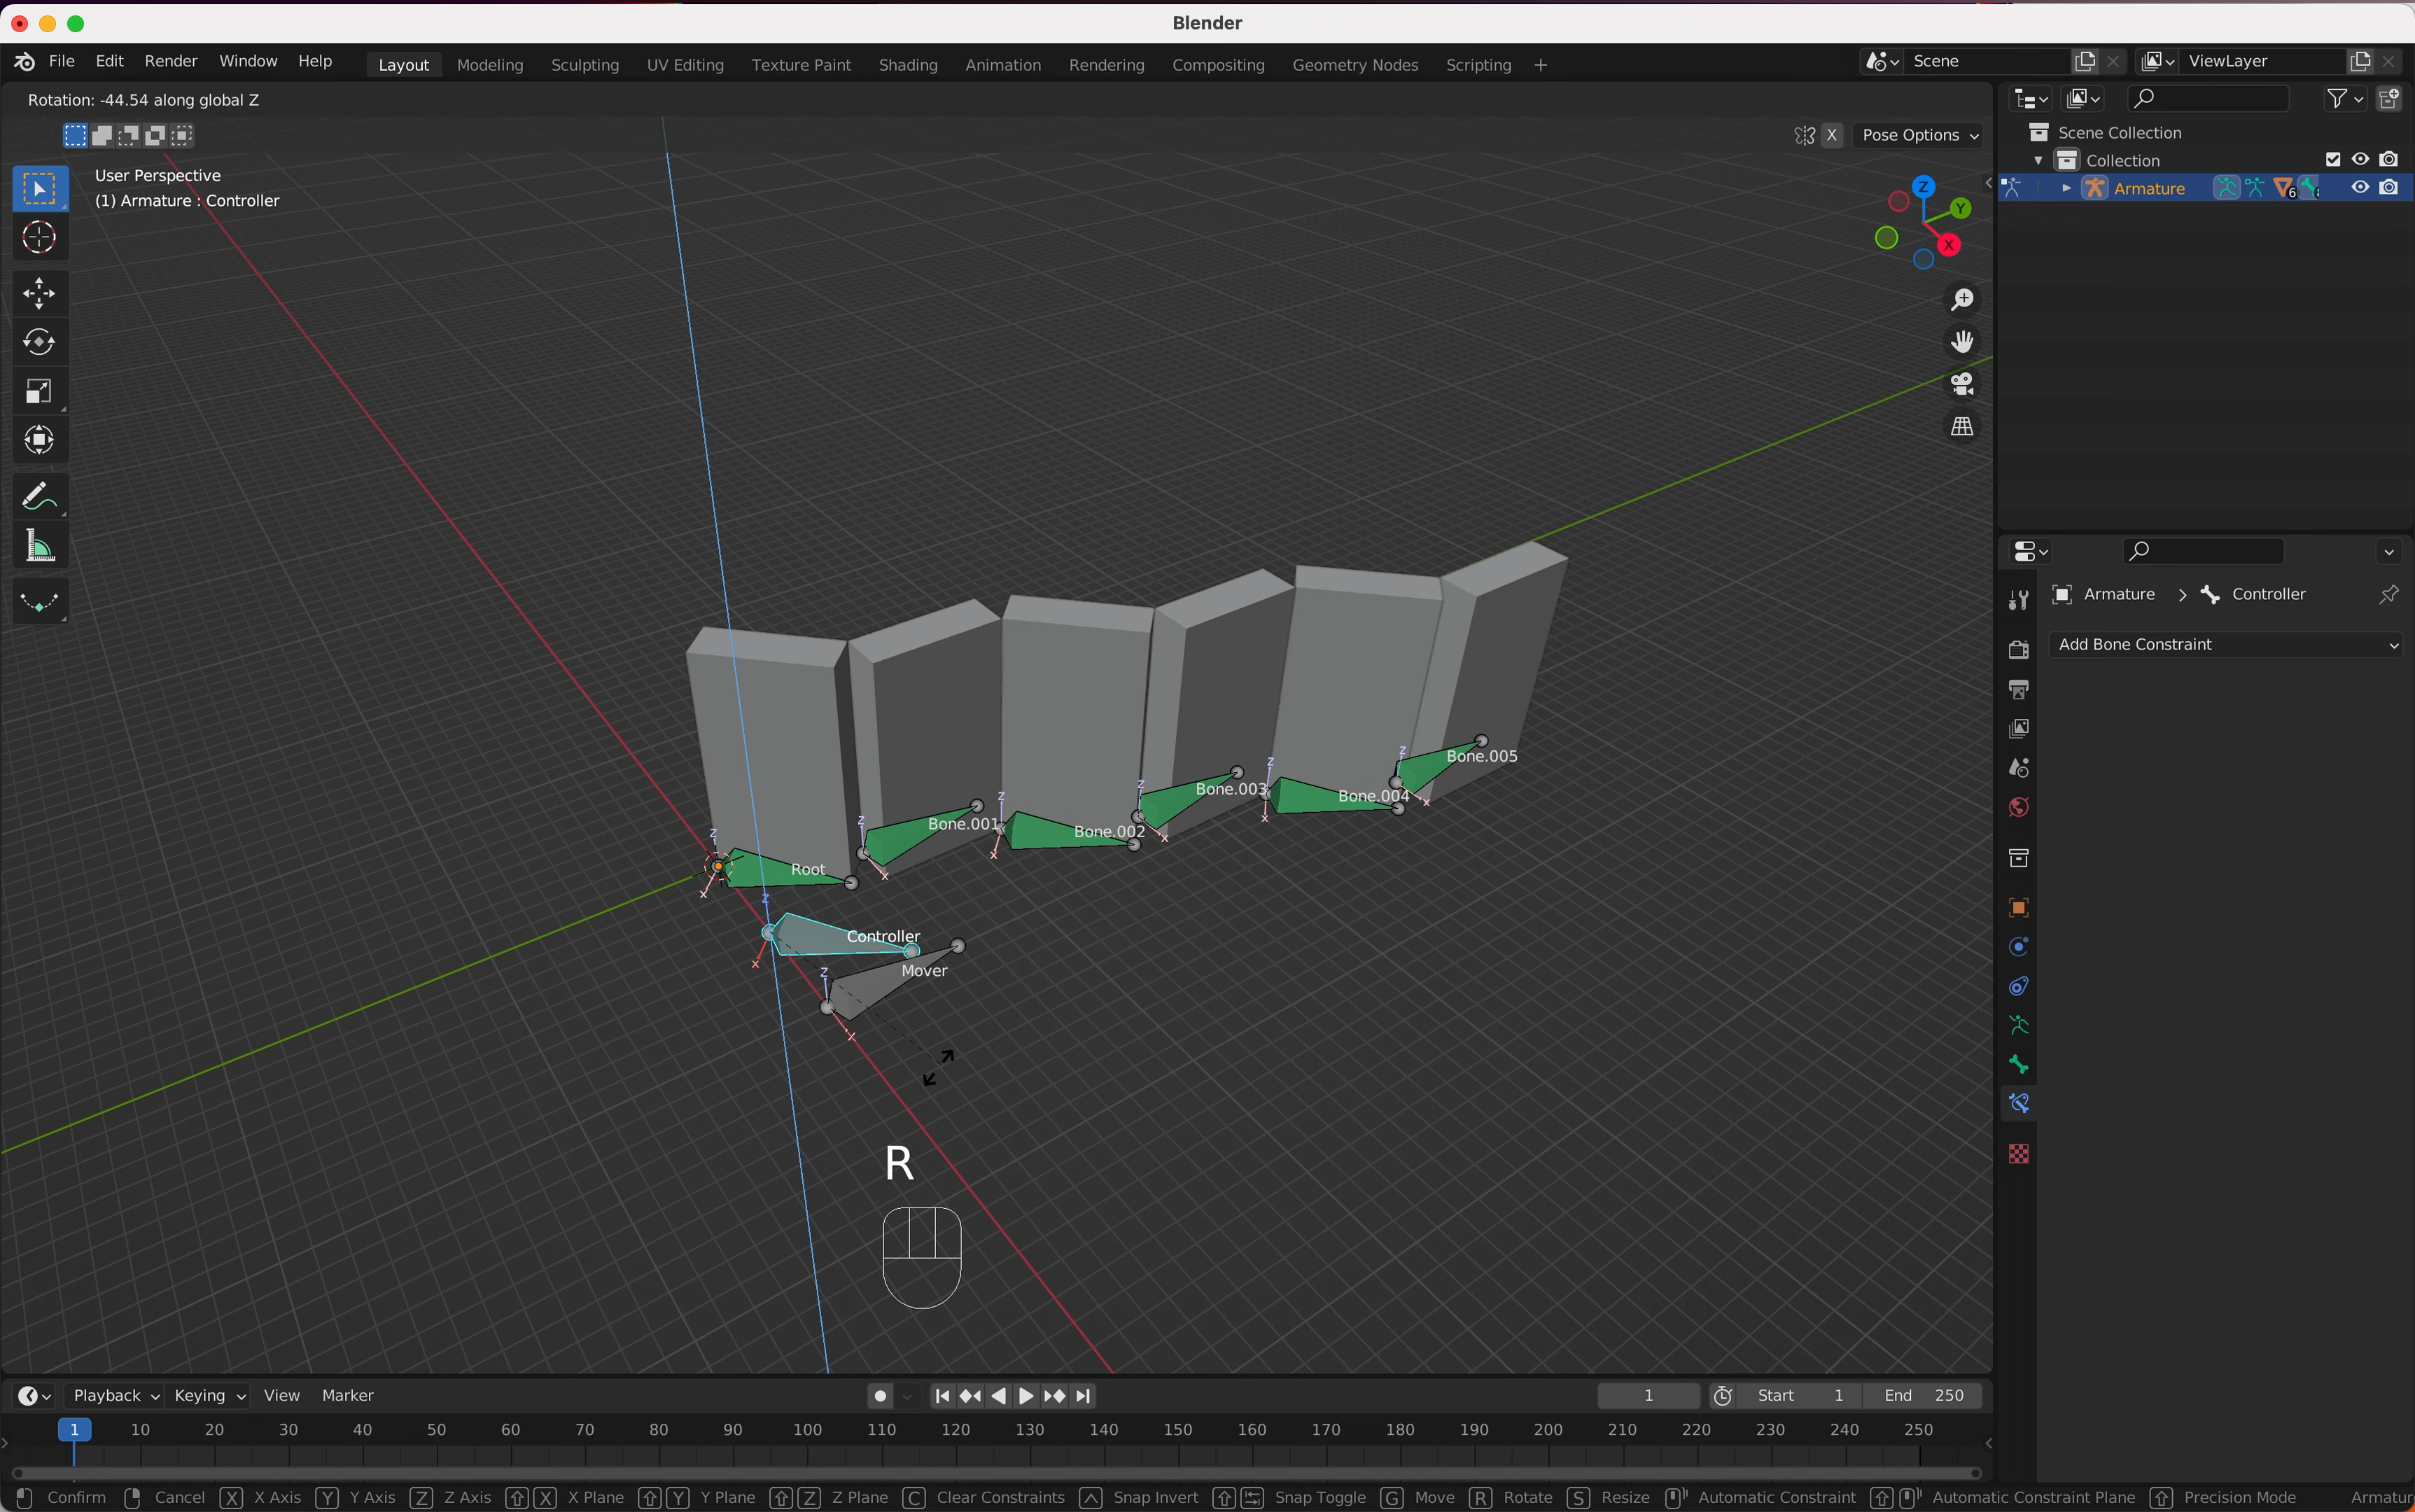 Blender
File Edit Render Window Help Layout Modeling Sculpting UV Editing Texture Paint Shading Animation Rendering Compositing Geometry Nodes Scripting + Scene ViewLayer
Rotation: -44.54 along global Z
X Pose Options
User Perspective
(1) Armature : Controller
Scene Collection
Collection
Armature 6
Z
Y
X
Armature > Controller
Add Bone Constraint
z Bone.005
x
z Bone.003
x
z Bone.004
x
z Bone.001
x
z Bone.002
x
z Root
x
z Controller
x
z Mover
x
R
Playback Keying View Marker 1 Start 1 End 250
1 10 20 30 40 50 60 70 80 90 100 110 120 130 140 150 160 170 180 190 200 210 220 230 240 250
Confirm Cancel X X Axis Y Y Axis Z Z Axis X X Plane Y Y Plane Z Z Plane C Clear Constraints Snap Invert Snap Toggle G Move R Rotate S Resize Automatic Constraint Automatic Constraint Plane Precision Mode Armatur